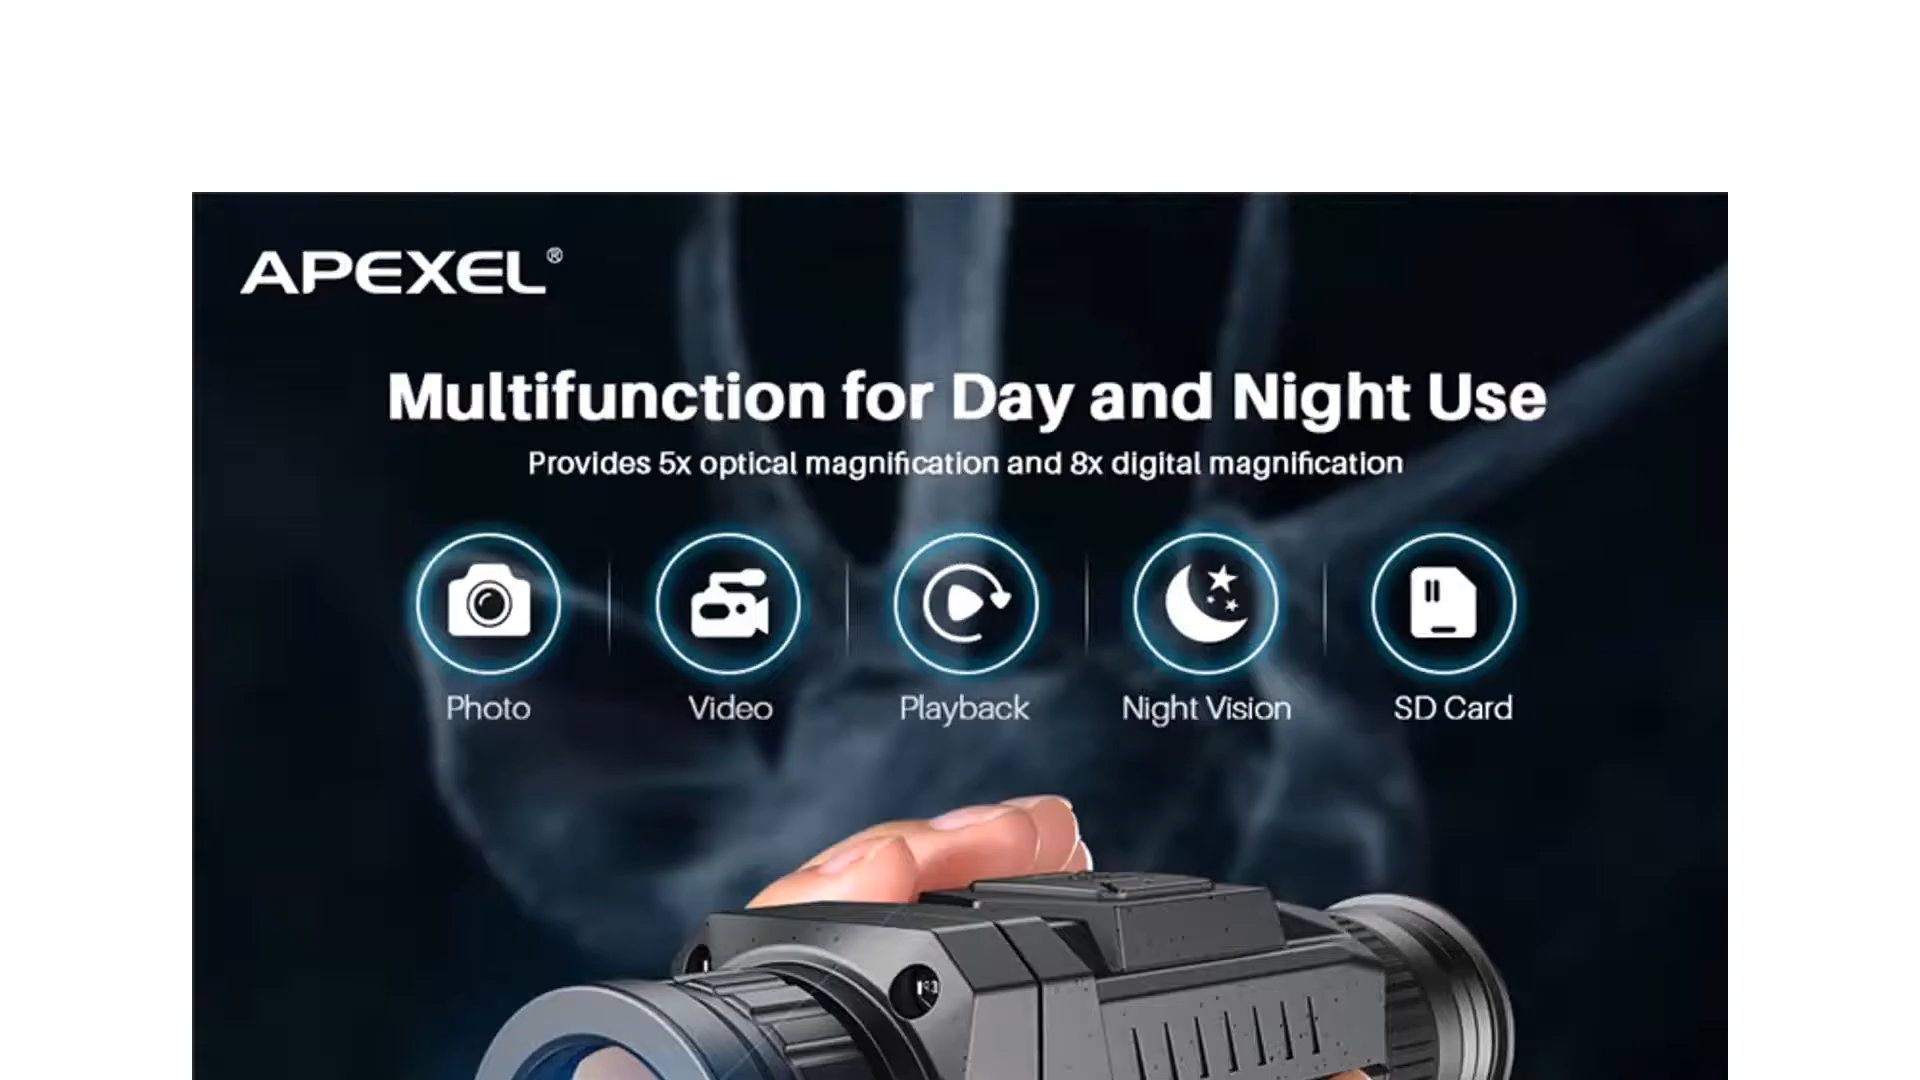 APEXEL®
Multifunction for Day and Night Use
Provides 5x optical magnification and 8x digital magnification
Photo
Video
Playback
Night Vision
SD Card